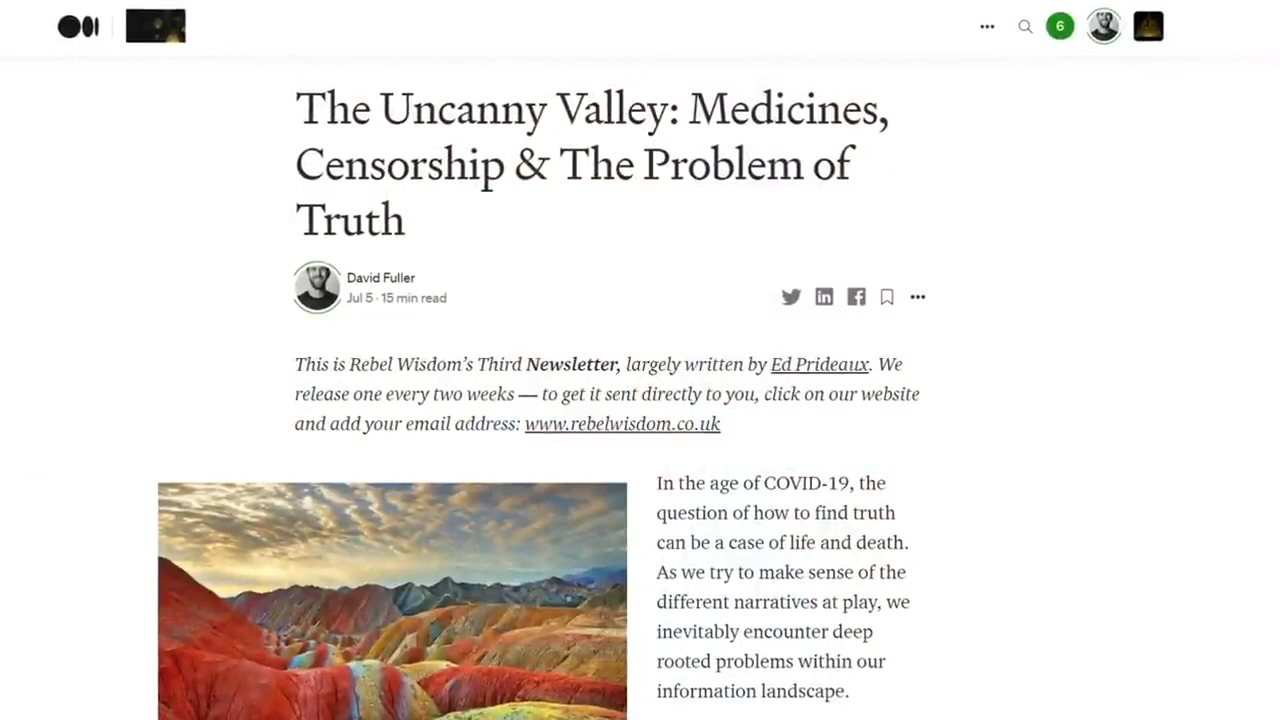 6
The Uncanny Valley: Medicines,
Censorship & The Problem of
Truth
David Fuller
Jul 5 · 15 min read
This is Rebel Wisdom’s Third Newsletter, largely written by Ed Prideaux. We
release one every two weeks — to get it sent directly to you, click on our website
and add your email address: www.rebelwisdom.co.uk
In the age of COVID-19, the
question of how to find truth
can be a case of life and death.
As we try to make sense of the
different narratives at play, we
inevitably encounter deep
rooted problems within our
information landscape.